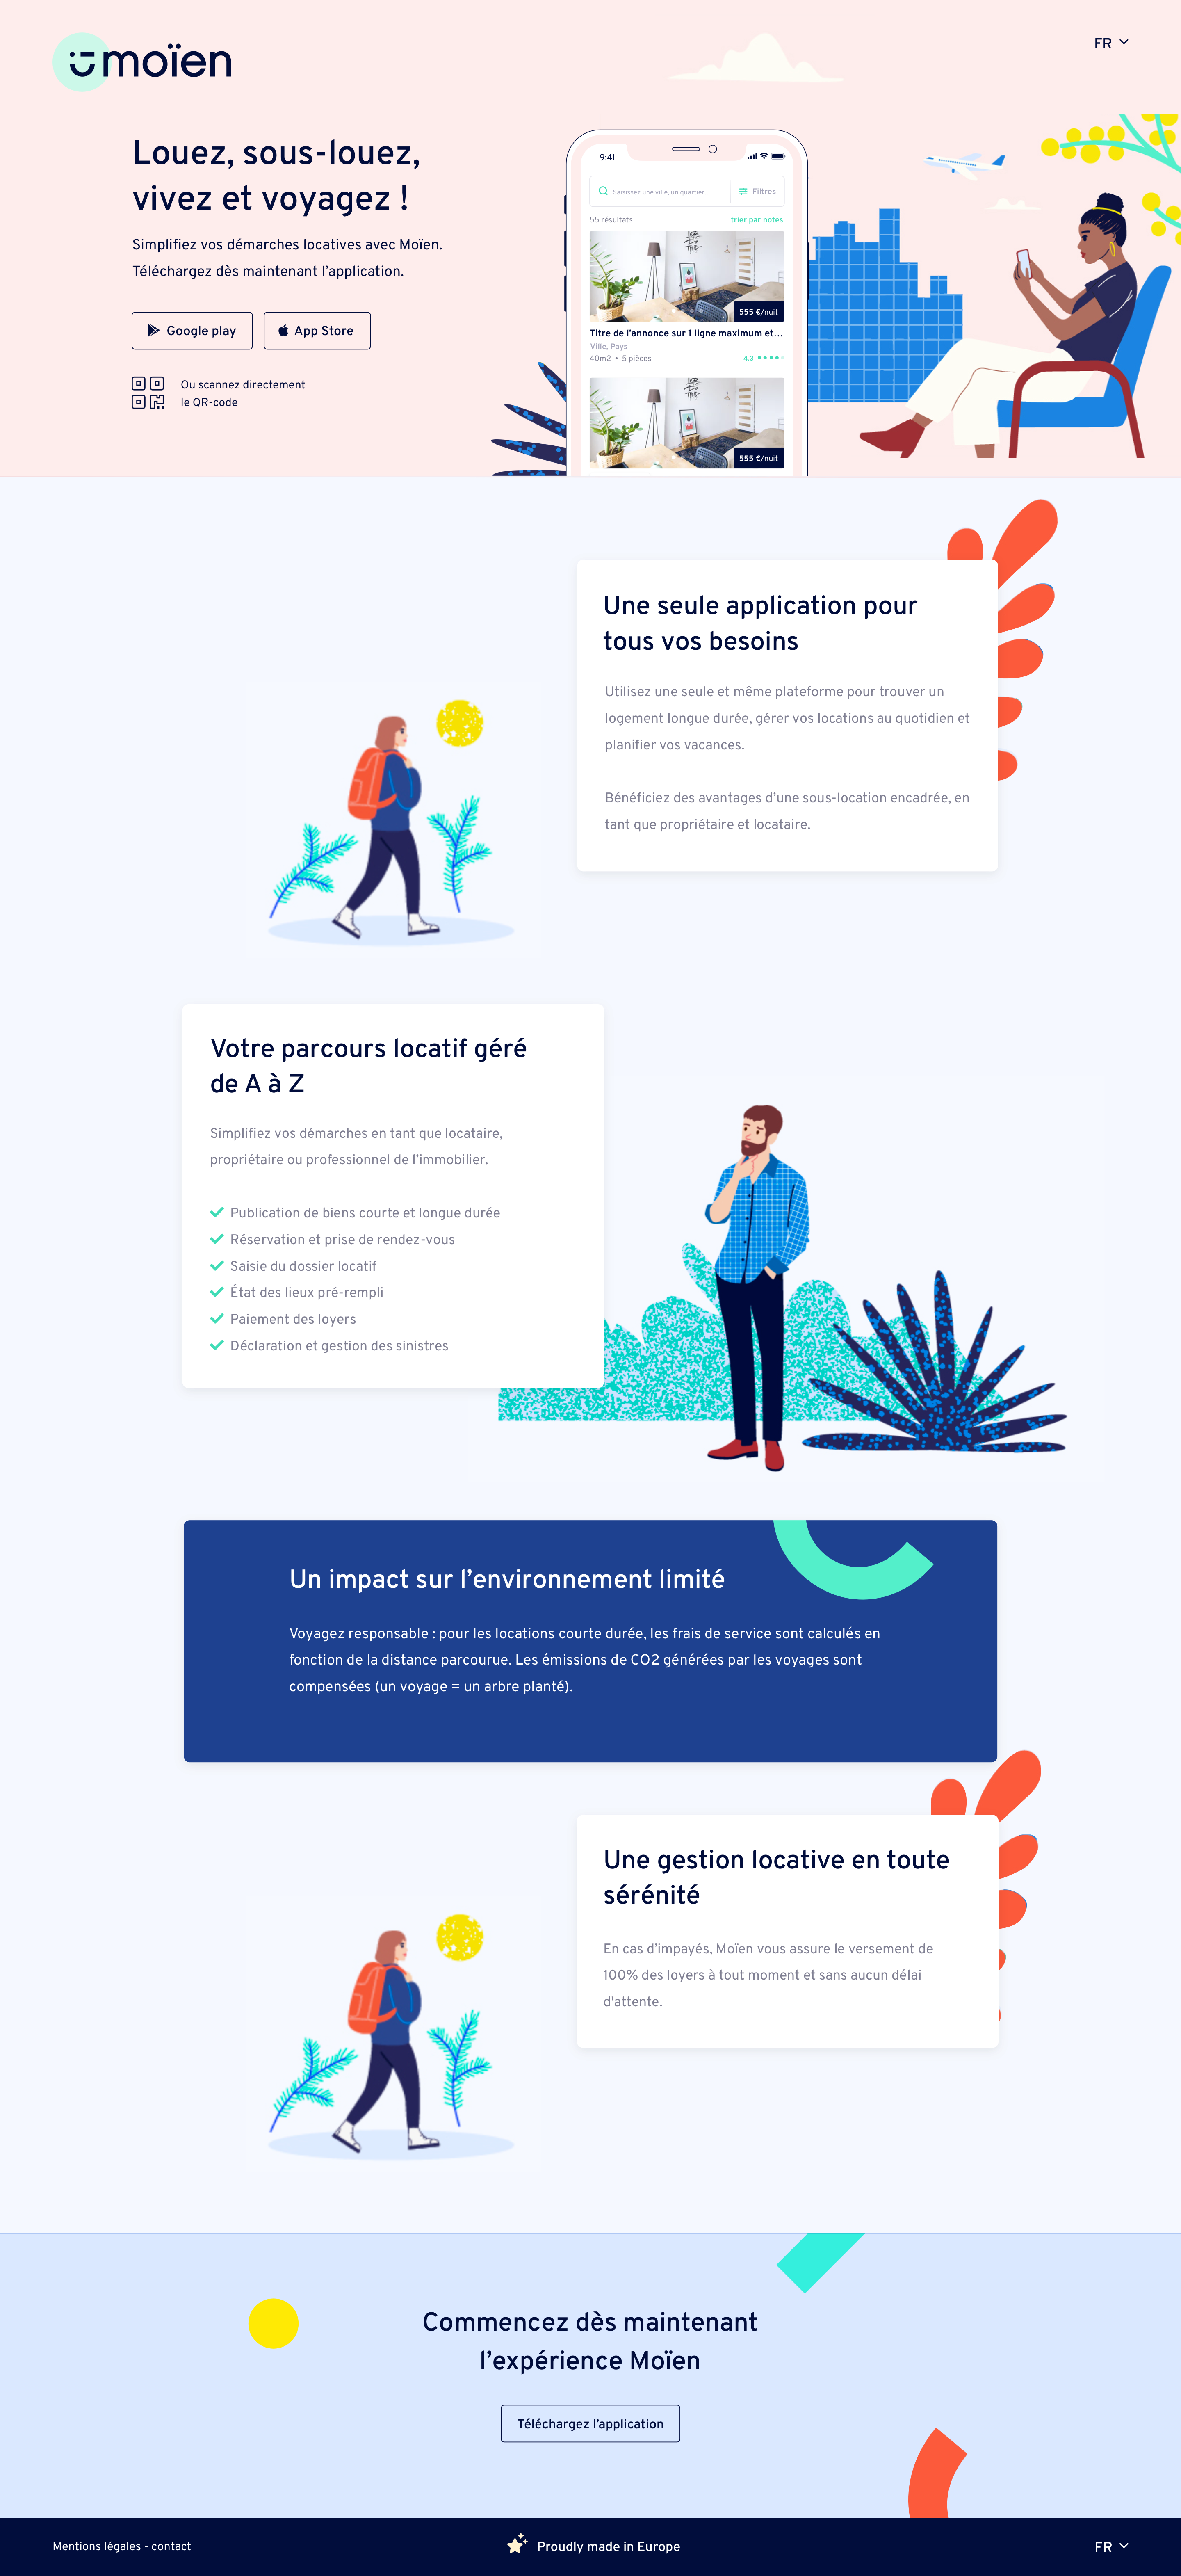 moïen
FR
Louez, sous-louez,
vivez et voyagez !
Simplifiez vos démarches locatives avec Moïen.
Téléchargez dès maintenant l’application.
Google play
App Store
Ou scannez directement
le QR-code
9:41
Saisissez une ville, un quartier...
Filtres
55 résultats
trier par notes
555 €/nuit
Titre de l’annonce sur 1 ligne maximum et...
Ville, Pays
40m2 • 5 pièces
4.3
555 €/nuit
Une seule application pour
tous vos besoins
Utilisez une seule et même plateforme pour trouver un
logement longue durée, gérer vos locations au quotidien et
planifier vos vacances.
Bénéficiez des avantages d’une sous-location encadrée, en
tant que propriétaire et locataire.
Votre parcours locatif géré
de A à Z
Simplifiez vos démarches en tant que locataire,
propriétaire ou professionnel de l’immobilier.
Publication de biens courte et longue durée
Réservation et prise de rendez-vous
Saisie du dossier locatif
État des lieux pré-rempli
Paiement des loyers
Déclaration et gestion des sinistres
Un impact sur l’environnement limité
Voyagez responsable : pour les locations courte durée, les frais de service sont calculés en
fonction de la distance parcourue. Les émissions de CO2 générées par les voyages sont
compensées (un voyage = un arbre planté).
Une gestion locative en toute
sérénité
En cas d’impayés, Moïen vous assure le versement de
100% des loyers à tout moment et sans aucun délai
d'attente.
Commencez dès maintenant
l’expérience Moïen
Téléchargez l’application
Mentions légales - contact
Proudly made in Europe
FR